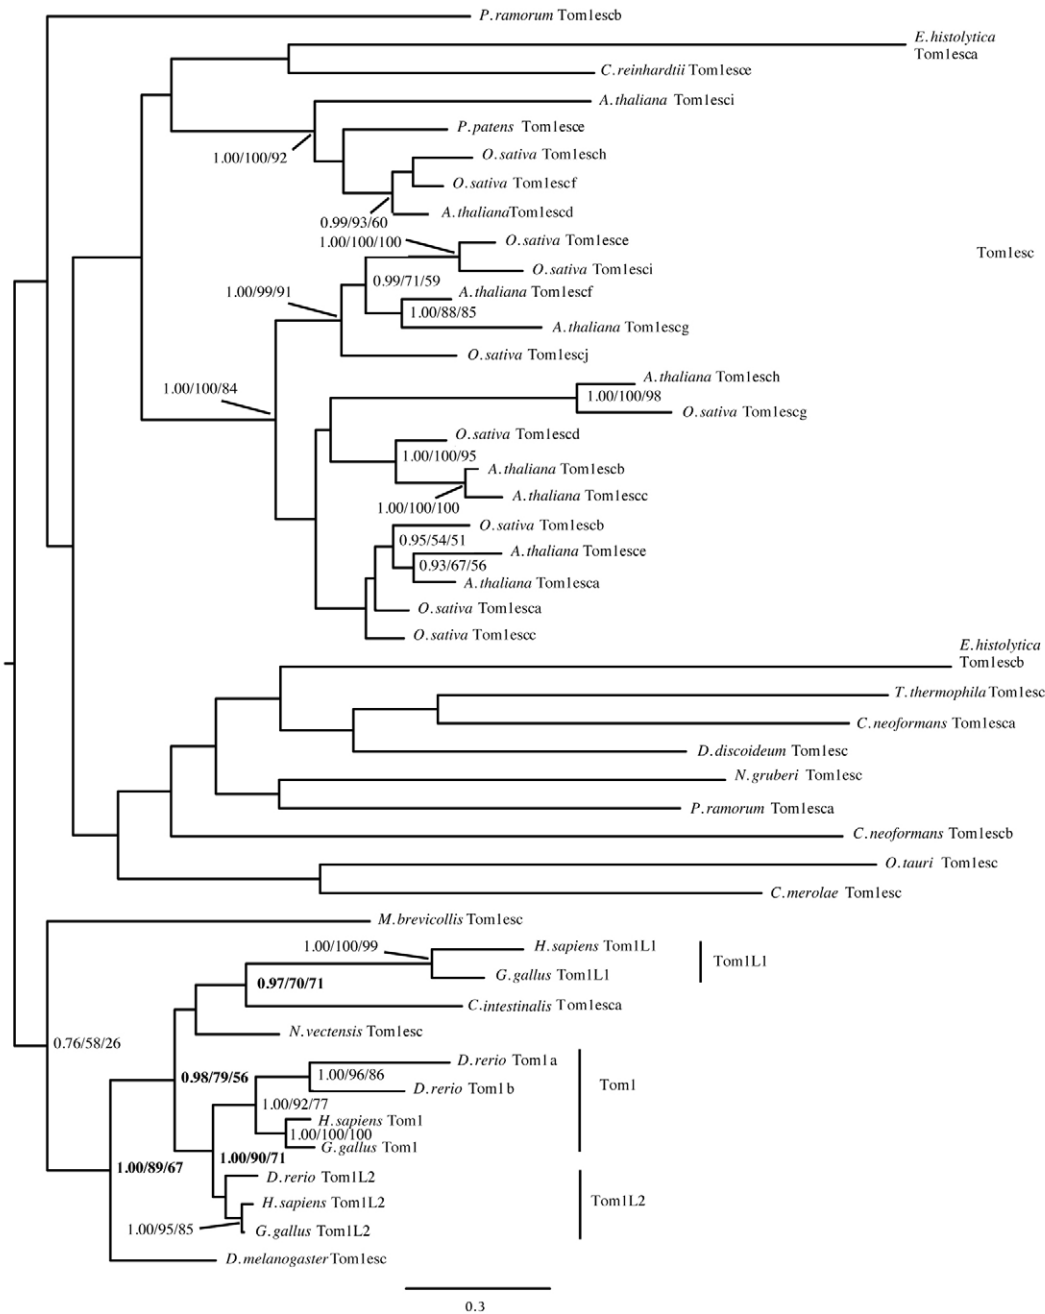 P.ramorum Tom1escb
E.histolytica
Tom1esca
C.reinhardtii Tom1esce
A.thaliana Tom1esci
P.patens Tom1esce
1.00/100/92
O.sativa Tom1esch
O.sativa Tom1escf
A.thalianaTom1escd
0.99/93/60
1.00/100/100
O.sativa Tom1esce
Tom1esc
O.sativa Tom1esci
0.99/71/59
1.00/99/91
A.thaliana Tom1escf
1.00/88/85
A.thaliana Tom1escg
O.sativa Tom1escj
A.thaliana Tom1esch
1.00/100/84
1.00/100/98
O.sativa Tom1escg
O.sativa Tom1escd
1.00/100/95
A.thaliana Tom1escb
A.thaliana Tom1escc
1.00/100/100
O.sativa Tom1escb
0.95/54/51
A.thaliana Tom1esce
0.93/67/56
A.thaliana Tom1esca
O.sativa Tom1esca
O.sativa Tom1escc
E.histolytica
Tom1escb
T.thermophila Tom1esc
C.neoformans Tom1esca
D.discoideum Tom1esc
N.gruberi Tom1esc
P.ramorum Tom1esca
C.neoformans Tom1escb
O.tauri Tom1esc
C.merolae Tom1esc
M.brevicollis Tom1esc
1.00/100/99
H.sapiens Tom1L1
Tom1L1
G.gallus Tom1L1
0.97/70/71
C.intestinalis Tom1esca
N.vectensis Tom1esc
0.76/58/26
D.rerio Tom1a
0.98/79/56
1.00/96/86
Tom1
D.rerio Tom1b
1.00/92/77
H.sapiens Tom1
1.00/100/100
G.gallus Tom1
1.00/90/71
1.00/89/67
D.rerio Tom1L2
H.sapiens Tom1L2
Tom1L2
1.00/95/85
G.gallus Tom1L2
D.melanogaster Tom1esc
0.3